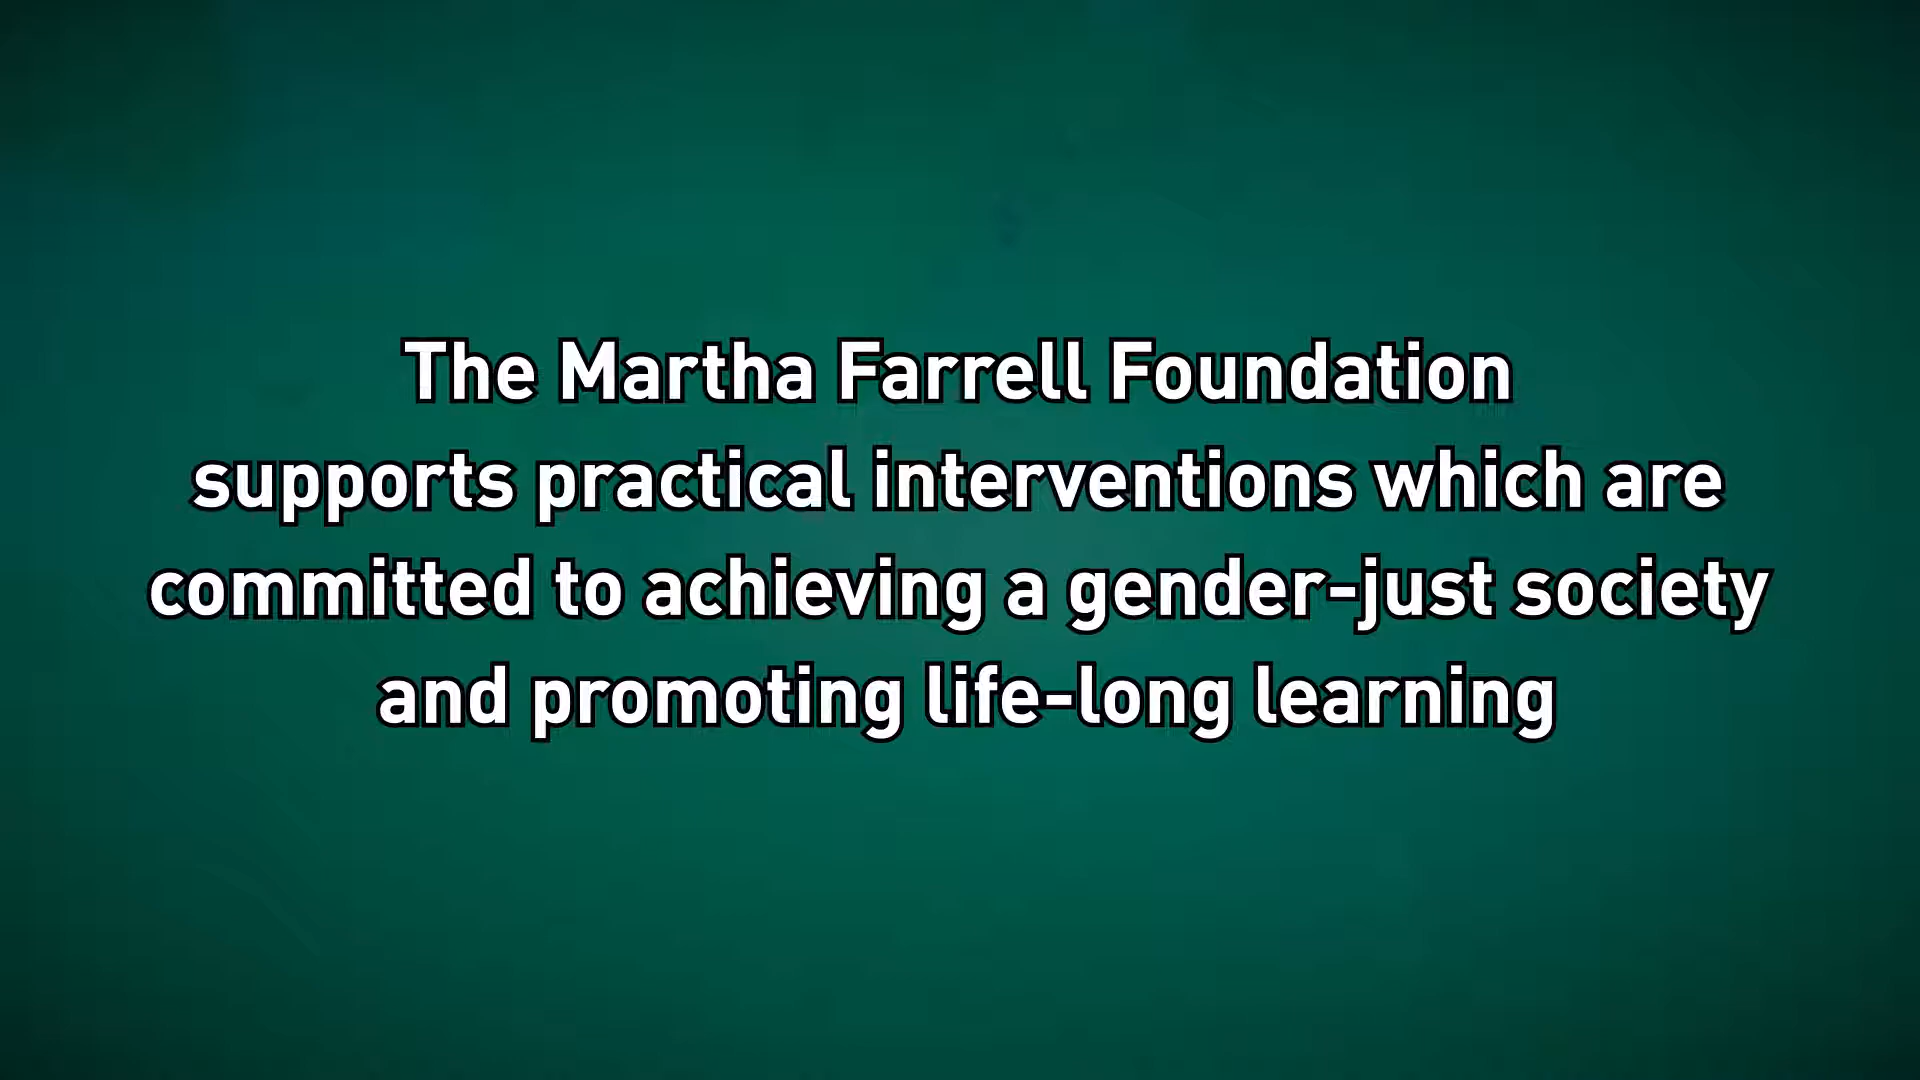 The Martha Farrell Foundation
supports practical interventions which are
committed to achieving a gender-just society
and promoting life-long learning